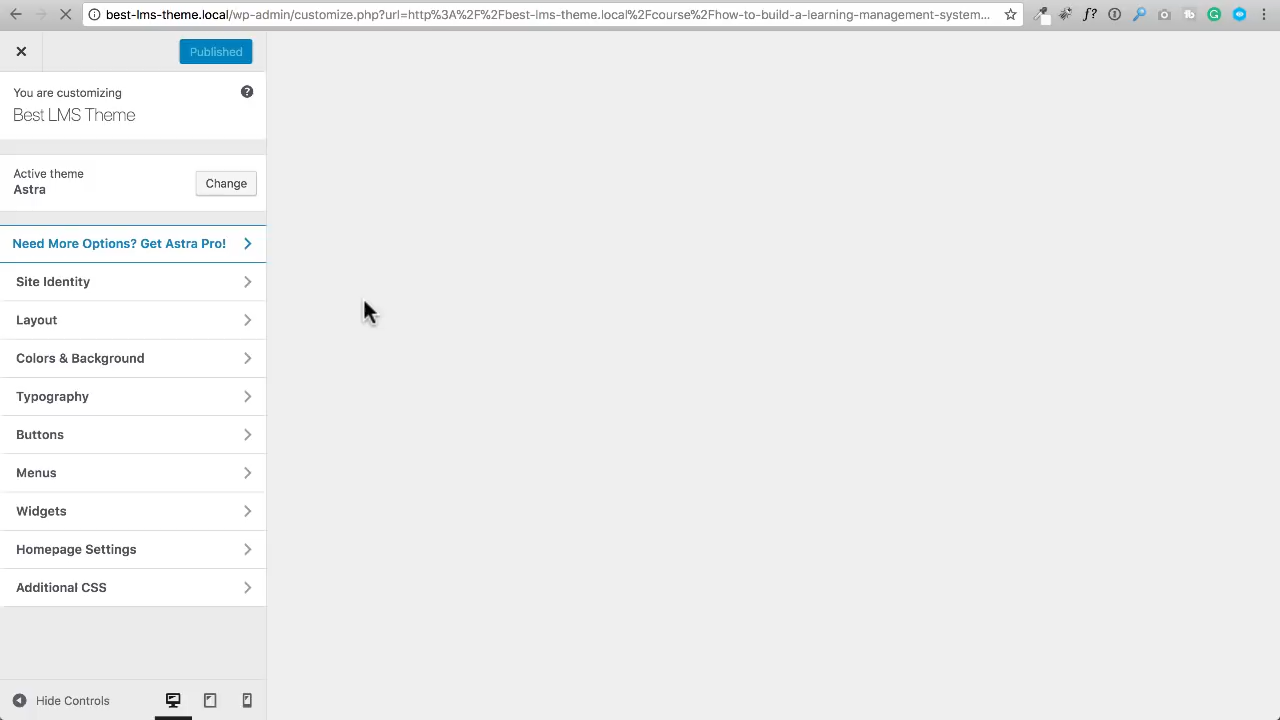 best-lms-theme.local/wp-admin/customize.php?url=http%3A%2F%2Fbest-lms-theme.local%2Fcourse%2Fhow-to-build-a-learning-management-system...
Published
You are customizing
Best LMS Theme
Active theme
Astra
Change
Need More Options? Get Astra Pro!
Site Identity
Layout
Colors & Background
Typography
Buttons
Menus
Widgets
Homepage Settings
Additional CSS
Hide Controls